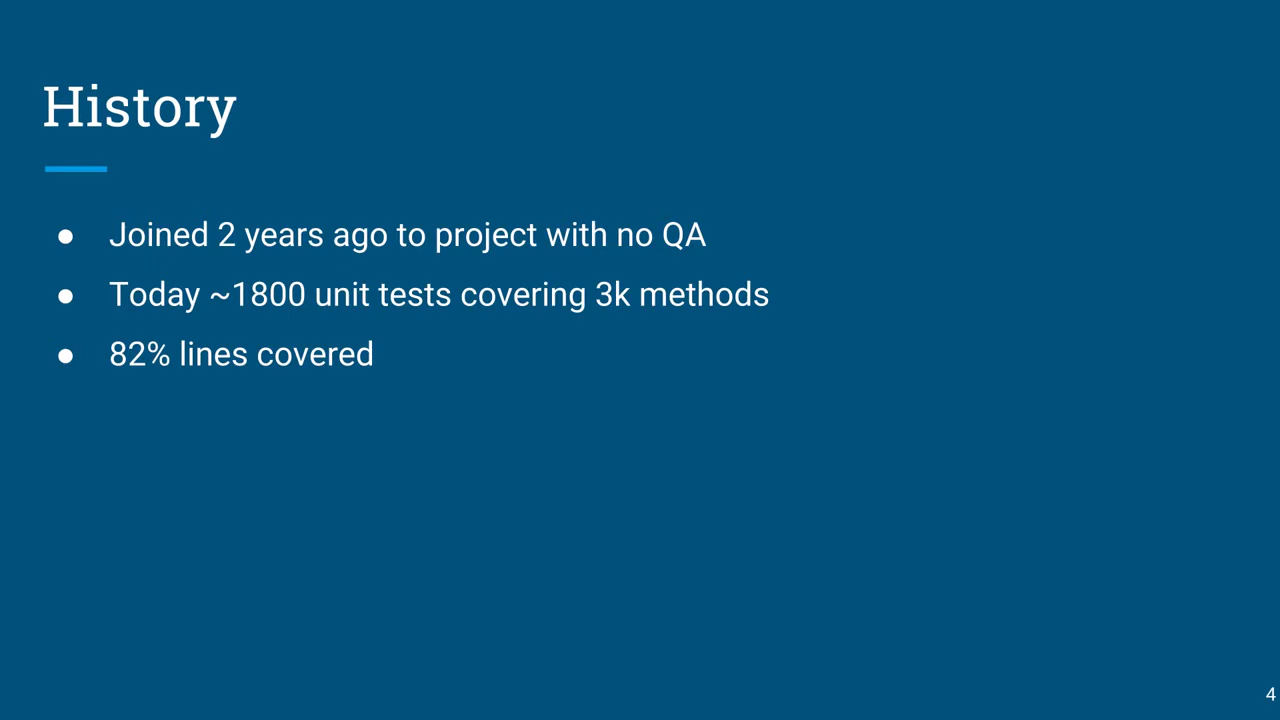 History
● Joined 2 years ago to project with no QA
● Today ~1800 unit tests covering 3k methods
● 82% lines covered
4